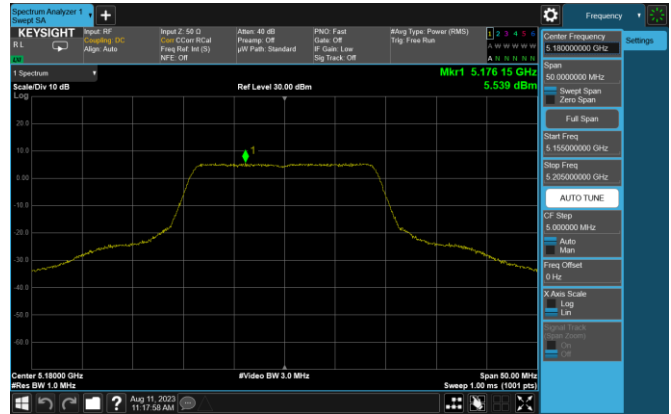 Spectrum Analyzer 1
Swept SA
+
Frequency
KEYSIGHT
RL
Input: RF
Coupling: DC
Align: Auto
Input Z: 50 Ω
Corr CCorr RCal
Freq Ref: Int (S)
NFE: Off
Atten: 40 dB
Preamp: Off
µW Path: Standard
PNO: Fast
Gate: Off
IF Gain: Low
Sig Track: Off
#Avg Type: Power (RMS)
Trig: Free Run
1 2 3 4 5 6
A W W W W W
A N N N N N
1 Spectrum
Scale/Div 10 dB
Log
Ref Level 30.00 dBm
Mkr1 5.176 15 GHz
5.539 dBm
1
20.0
10.0
0.00
-10.0
-20.0
-30.0
-40.0
-50.0
-60.0
Center 5.18000 GHz
#Res BW 1.0 MHz
#Video BW 3.0 MHz
Span 50.00 MHz
Sweep 1.00 ms (1001 pts)
Center Frequency
5.180000000 GHz
Settings
Span
50.0000000 MHz
Swept Span
Zero Span
Full Span
Start Freq
5.155000000 GHz
Stop Freq
5.205000000 GHz
AUTO TUNE
CF Step
5.000000 MHz
Auto
Man
Freq Offset
0 Hz
X Axis Scale
Log
Lin
Signal Track
(Span Zoom)
On
Off
?
Aug 11, 2023
11:17:58 AM